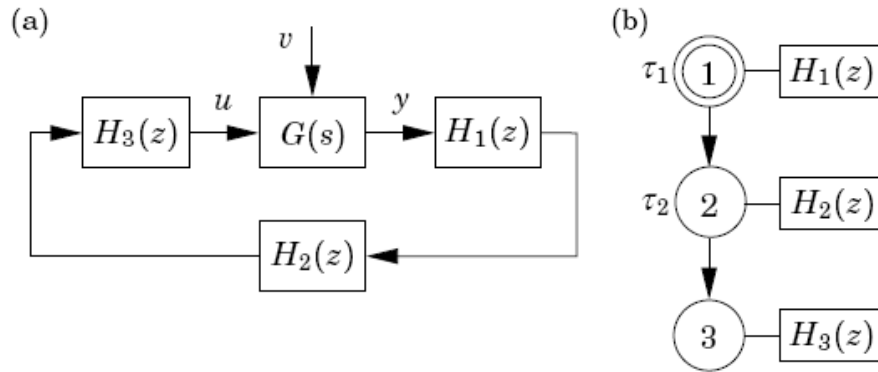 (a)
v
H₃(z)
u
G(s)
y
H₁(z)
H₂(z)
(b)
τ₁
1
H₁(z)
τ₂
2
H₂(z)
3
H₃(z)